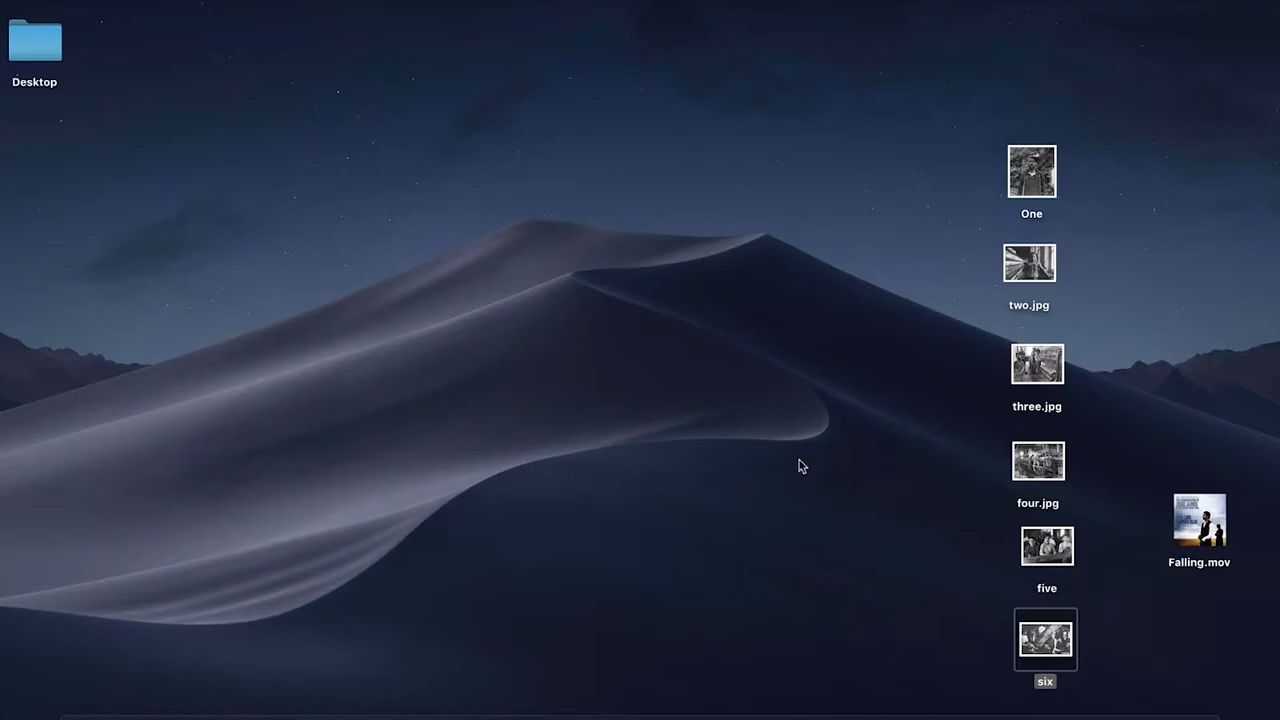 Desktop
One
two.jpg
three.jpg
four.jpg
five
Falling.mov
six